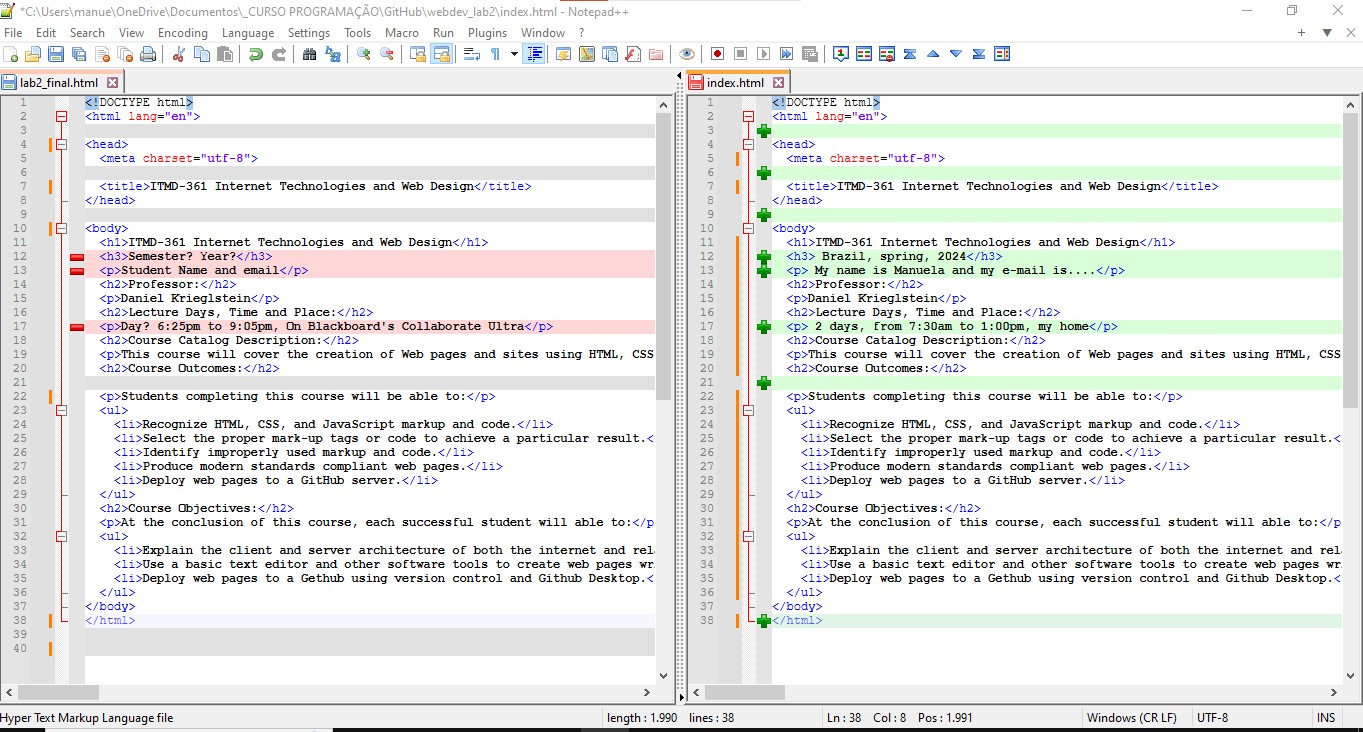 *C:\Users\manue\OneDrive\Documentos\_CURSO PROGRAMAÇÃO\GitHub\webdev_lab2\index.html - Notepad++
File Edit Search View Encoding Language Settings Tools Macro Run Plugins Window ?
lab2_final.html
1 <!DOCTYPE html>
2 <html lang="en">
3
4 <head>
5 <meta charset="utf-8">
6
7 <title>ITMD-361 Internet Technologies and Web Design</title>
8 </head>
9
10 <body>
11 <h1>ITMD-361 Internet Technologies and Web Design</h1>
12 <h3>Semester? Year?</h3>
13 <p>Student Name and email</p>
14 <h2>Professor:</h2>
15 <p>Daniel Krieglstein</p>
16 <h2>Lecture Days, Time and Place:</h2>
17 <p>Day? 6:25pm to 9:05pm, On Blackboard's Collaborate Ultra</p>
18 <h2>Course Catalog Description:</h2>
19 <p>This course will cover the creation of Web pages and sites using HTML, CSS
20 <h2>Course Outcomes:</h2>
21
22 <p>Students completing this course will be able to:</p>
23 <ul>
24 <li>Recognize HTML, CSS, and JavaScript markup and code.</li>
25 <li>Select the proper mark-up tags or code to achieve a particular result.<
26 <li>Identify improperly used markup and code.</li>
27 <li>Produce modern standards compliant web pages.</li>
28 <li>Deploy web pages to a GitHub server.</li>
29 </ul>
30 <h2>Course Objectives:</h2>
31 <p>At the conclusion of this course, each successful student will able to:</p
32 <ul>
33 <li>Explain the client and server architecture of both the internet and rel
34 <li>Use a basic text editor and other software tools to create web pages wr
35 <li>Deploy web pages to a Gethub using version control and Github Desktop.<
36 </ul>
37 </body>
38 </html>
39
40
index.html
1 <!DOCTYPE html>
2 <html lang="en">
3
4 <head>
5 <meta charset="utf-8">
6
7 <title>ITMD-361 Internet Technologies and Web Design</title>
8 </head>
9
10 <body>
11 <h1>ITMD-361 Internet Technologies and Web Design</h1>
12 <h3> Brazil, spring, 2024</h3>
13 <p> My name is Manuela and my e-mail is....</p>
14 <h2>Professor:</h2>
15 <p>Daniel Krieglstein</p>
16 <h2>Lecture Days, Time and Place:</h2>
17 <p> 2 days, from 7:30am to 1:00pm, my home</p>
18 <h2>Course Catalog Description:</h2>
19 <p>This course will cover the creation of Web pages and sites using HTML, CSS
20 <h2>Course Outcomes:</h2>
21
22 <p>Students completing this course will be able to:</p>
23 <ul>
24 <li>Recognize HTML, CSS, and JavaScript markup and code.</li>
25 <li>Select the proper mark-up tags or code to achieve a particular result.<
26 <li>Identify improperly used markup and code.</li>
27 <li>Produce modern standards compliant web pages.</li>
28 <li>Deploy web pages to a GitHub server.</li>
29 </ul>
30 <h2>Course Objectives:</h2>
31 <p>At the conclusion of this course, each successful student will able to:</p
32 <ul>
33 <li>Explain the client and server architecture of both the internet and rel
34 <li>Use a basic text editor and other software tools to create web pages wr
35 <li>Deploy web pages to a Gethub using version control and Github Desktop.<
36 </ul>
37 </body>
38 </html>
Hyper Text Markup Language file length : 1.990 lines : 38 Ln : 38 Col : 8 Pos : 1.991 Windows (CR LF) UTF-8 INS